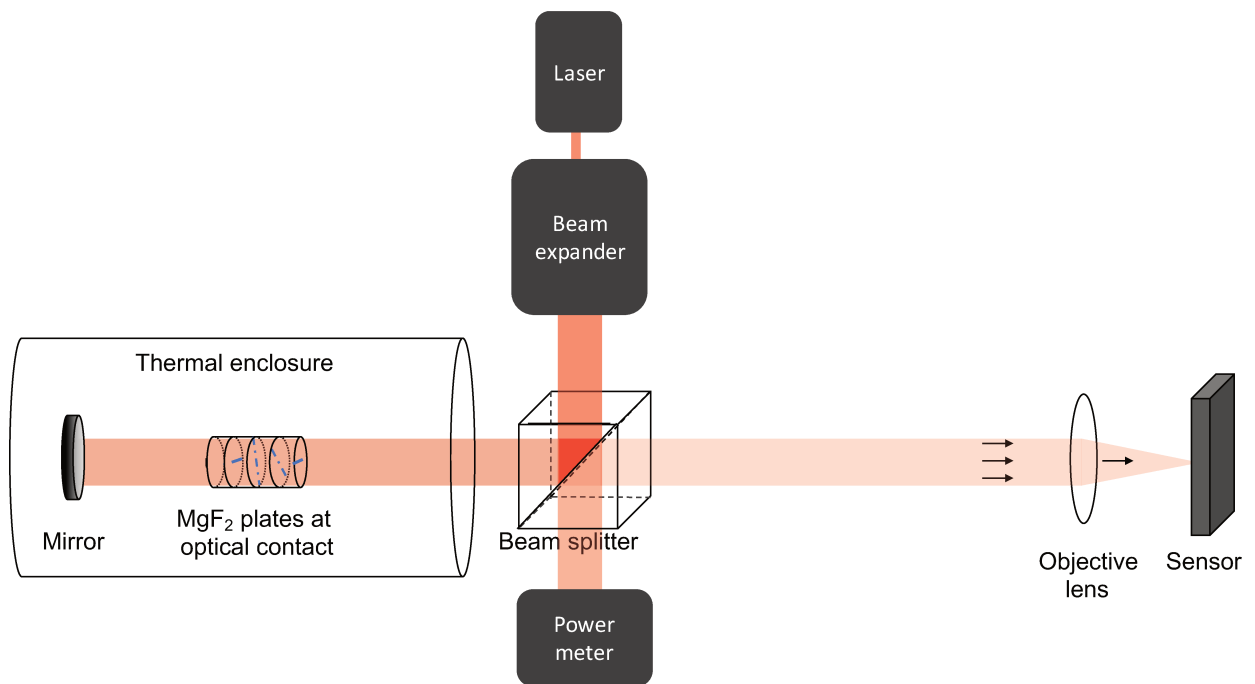 Laser
Beam
expander
Thermal enclosure
Mirror
MgF₂ plates at
optical contact
Beam splitter
Objective
lens
Sensor
Power
meter